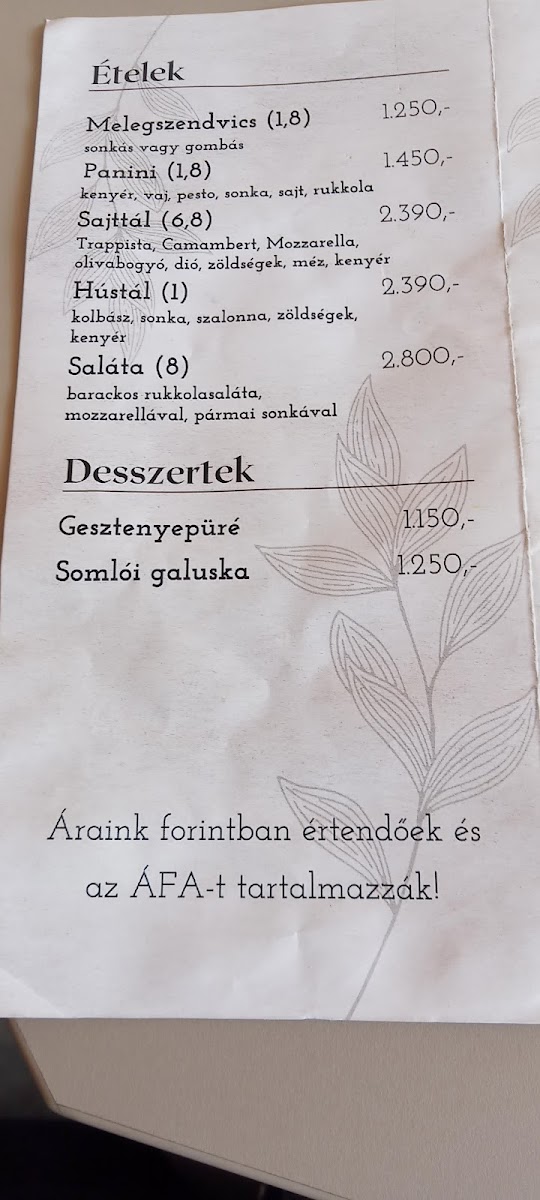 Ételek
Melegszendvics (1,8) 1.250,-
sonkás vagy gombás
Panini (1,8) 1.450,-
kenyér, vaj, pesto, sonka, sajt, rukkola
Sajttál (6,8) 2.390,-
Trappista, Camambert, Mozzarella,
olivabogyó, dió, zöldségek, méz, kenyér
Hústál (1) 2.390,-
kolbász, sonka, szalonna, zöldségek,
kenyér
Saláta (8) 2.800,-
barackos rukkolasaláta,
mozzarellával, pármai sonkával
Desszertek
Gesztenyepüré 1.150,-
Somlói galuska 1.250,-
Áraink forintban értendőek és
az ÁFA-t tartalmazzák!